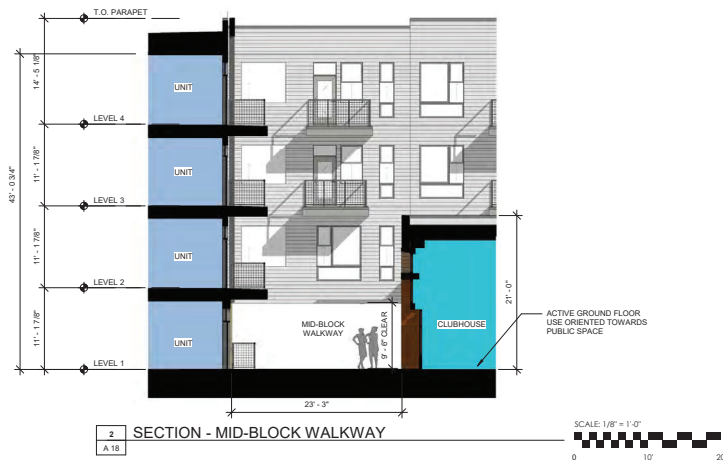 T.O. PARAPET
14' - 5 1/8"
UNIT
LEVEL 4
11' - 1 7/8"
43' - 0 3/4"
UNIT
LEVEL 3
11' - 1 7/8"
UNIT
LEVEL 2
21' - 0"
11' - 1 7/8"
UNIT
MID-BLOCK
WALKWAY
9' - 6" CLEAR
CLUBHOUSE
ACTIVE GROUND FLOOR
USE ORIENTED TOWARDS
PUBLIC SPACE
LEVEL 1
23' - 3"
2
A 18
SECTION - MID-BLOCK WALKWAY
SCALE: 1/8" = 1'-0"
0 10' 20